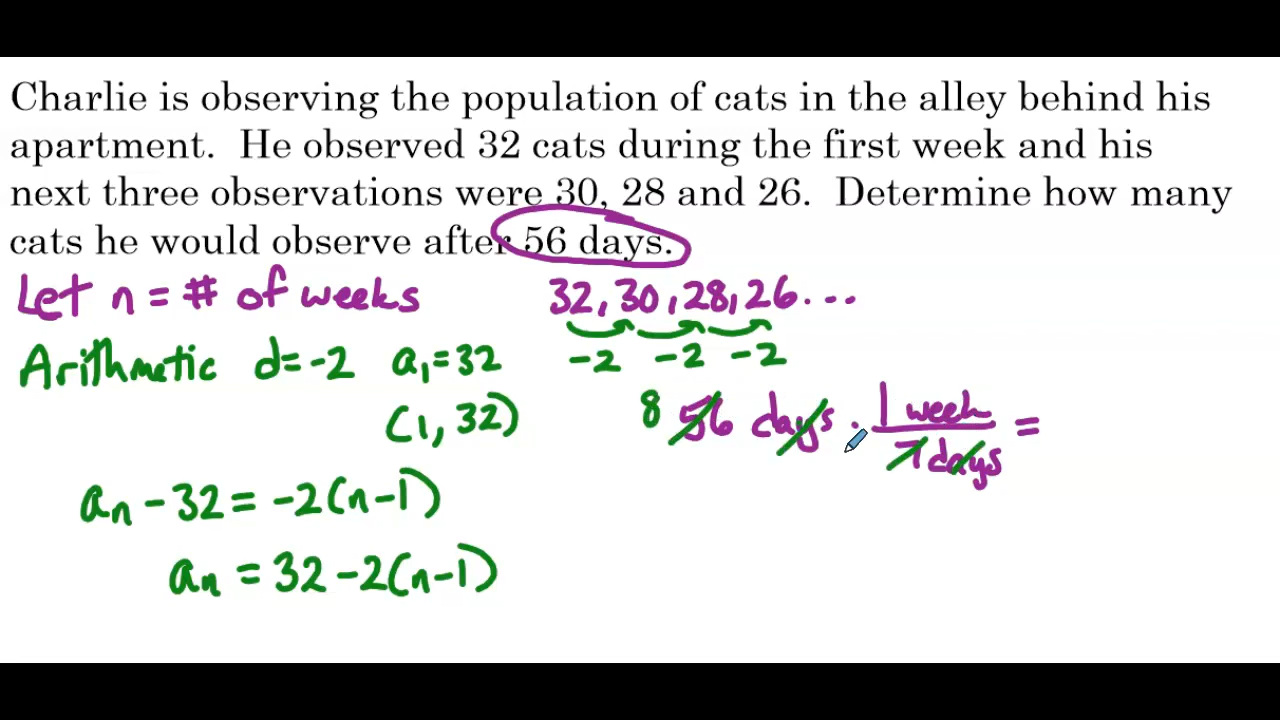 Charlie is observing the population of cats in the alley behind his
apartment. He observed 32 cats during the first week and his
next three observations were 30, 28 and 26. Determine how many
cats he would observe after 56 days.
Let n = # of weeks
32, 30, 28, 26...
Arithmetic d=-2 a₁=32
-2 -2 -2
(1, 32)
8 56 days · 1 week / 7 days =
aₙ - 32 = -2(n-1)
aₙ = 32 - 2(n-1)